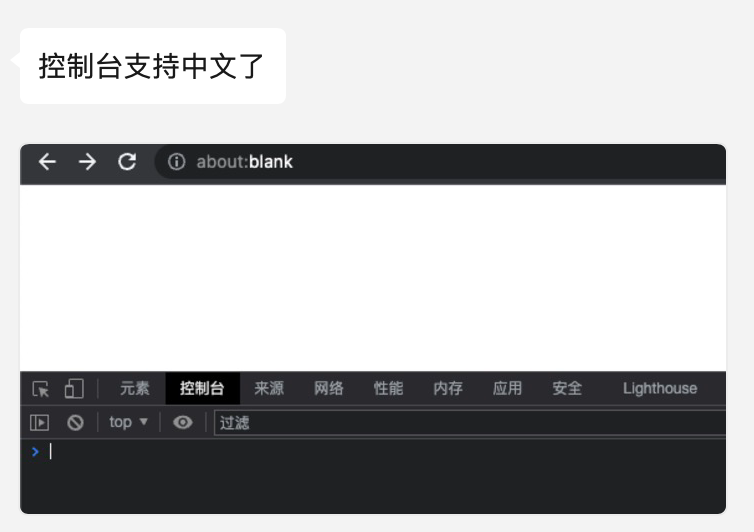 控制台支持中文了
about:blank
元素 控制台 来源 网络 性能 内存 应用 安全 Lighthouse
top 过滤